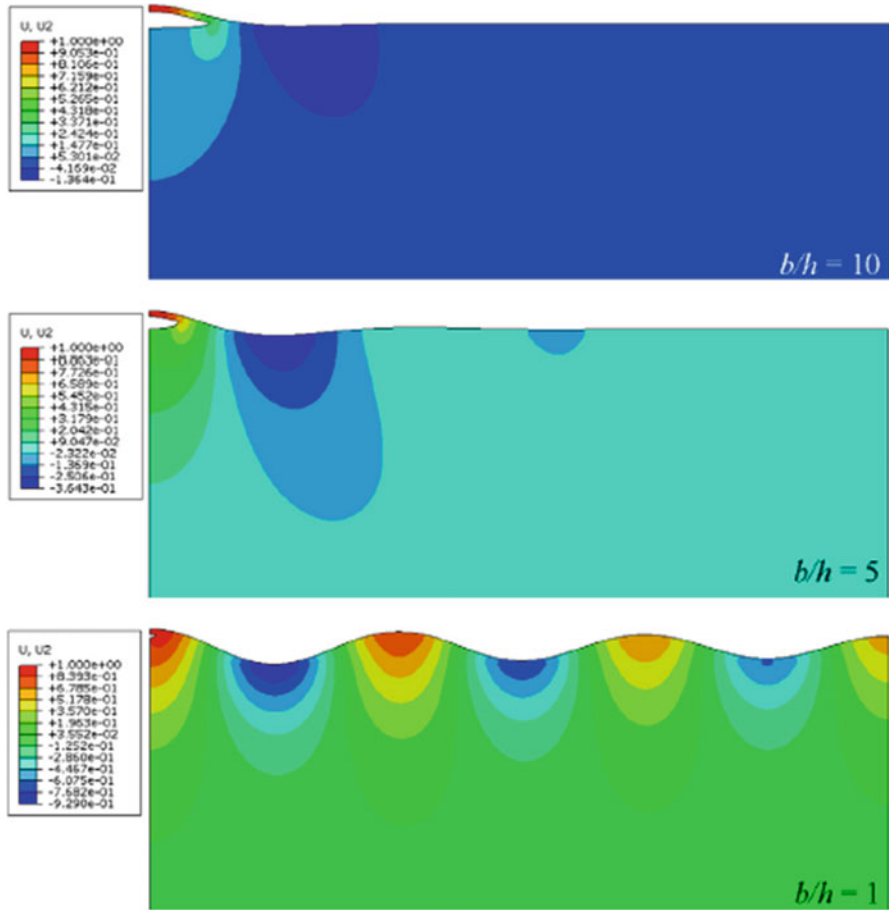 U, U2
+1.000e+00
+9.053e-01
+8.106e-01
+7.159e-01
+6.212e-01
+5.265e-01
+4.318e-01
+3.371e-01
+2.424e-01
+1.477e-01
+5.301e-02
-4.169e-02
-1.364e-01
b/h = 10
U, U2
+1.000e+00
+8.863e-01
+7.726e-01
+6.589e-01
+5.452e-01
+4.315e-01
+3.179e-01
+2.042e-01
+9.047e-02
-2.322e-02
-1.369e-01
-2.506e-01
-3.643e-01
b/h = 5
U, U2
+1.000e+00
+8.393e-01
+6.785e-01
+5.178e-01
+3.570e-01
+1.963e-01
+3.552e-02
-1.252e-01
-2.860e-01
-4.467e-01
-6.075e-01
-7.682e-01
-9.290e-01
b/h = 1